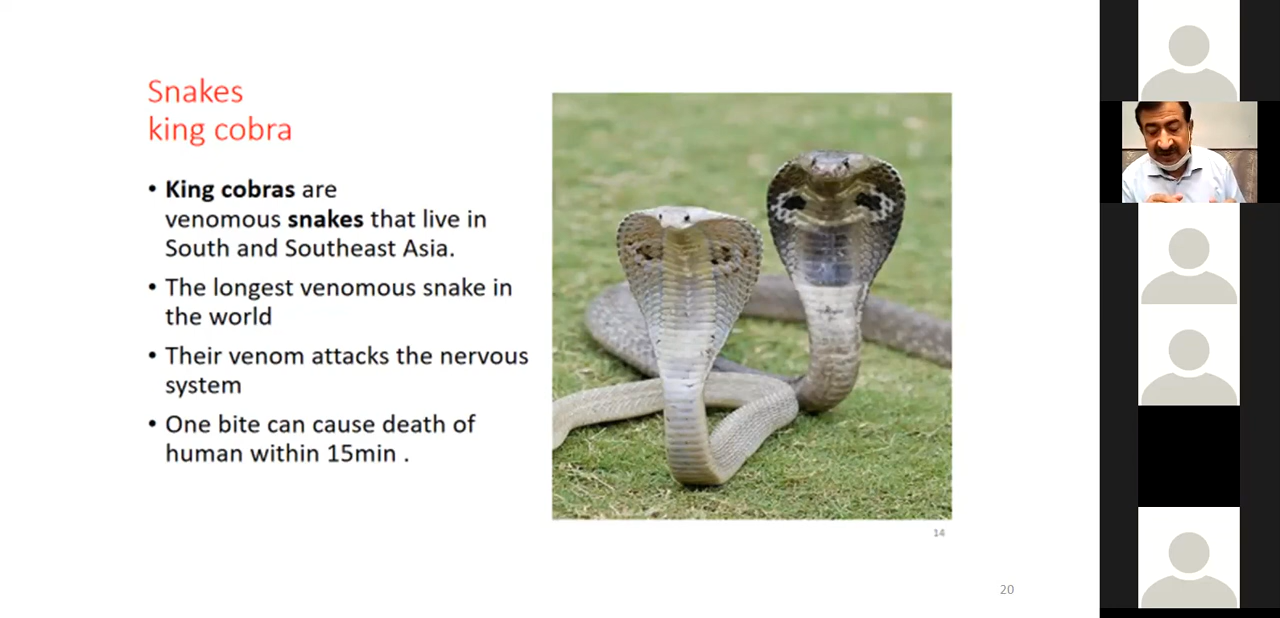 Snakes
king cobra
• King cobras are
venomous snakes that live in
South and Southeast Asia.
• The longest venomous snake in
the world
• Their venom attacks the nervous
system
• One bite can cause death of
human within 15min .
14
20